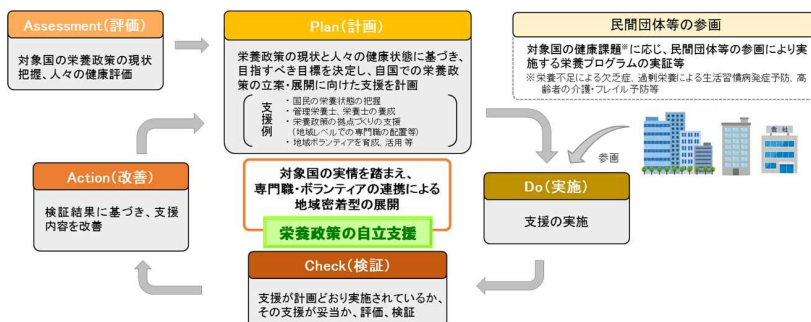 Assessment(評価)
対象国の栄養政策の現状
把握、人々の健康評価
Plan(計画)
栄養政策の現状と人々の健康状態に基づき、
目指すべき目標を決定し、自国での栄養政
策の立案・展開に向けた支援を計画
支援例
・国民の栄養状態の把握
・管理栄養士、栄養士の養成
・栄養政策の拠点づくりの支援
(地域レベルでの専門職の配置等)
・地域ボランティアを育成、活用 等
民間団体等の参画
対象国の健康課題※に応じ、民間団体等の参画により実
施する栄養プログラムの実証等
※栄養不足による欠乏症、過剰栄養による生活習慣病発症予防、高
齢者の介護・フレイル予防等
会社
参画
Action(改善)
検証結果に基づき、支援
内容を改善
対象国の実情を踏まえ、
専門職・ボランティアの連携による
地域密着型の展開
栄養政策の自立支援
Do(実施)
支援の実施
Check(検証)
支援が計画どおり実施されているか、
その支援が妥当か、評価、検証